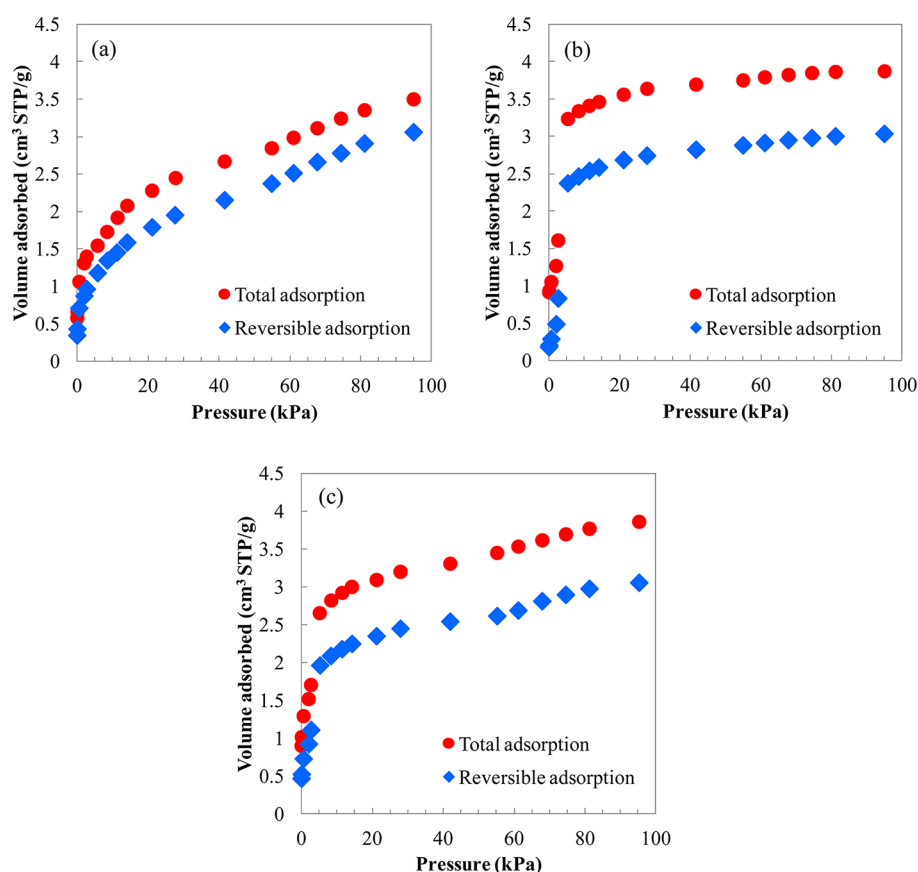 (a)
Volume adsorbed (cm³ STP/g)
4.5
4
3.5
3
2.5
2
1.5
1
0.5
0
Total adsorption
Reversible adsorption
0 20 40 60 80 100
Pressure (kPa)
(b)
Volume adsorbed (cm³ STP/g)
4.5
4
3.5
3
2.5
2
1.5
1
0.5
0
Total adsorption
Reversible adsorption
0 20 40 60 80 100
Pressure (kPa)
(c)
Volume adsorbed (cm³ STP/g)
4.5
4
3.5
3
2.5
2
1.5
1
0.5
0
Total adsorption
Reversible adsorption
0 20 40 60 80 100
Pressure (kPa)